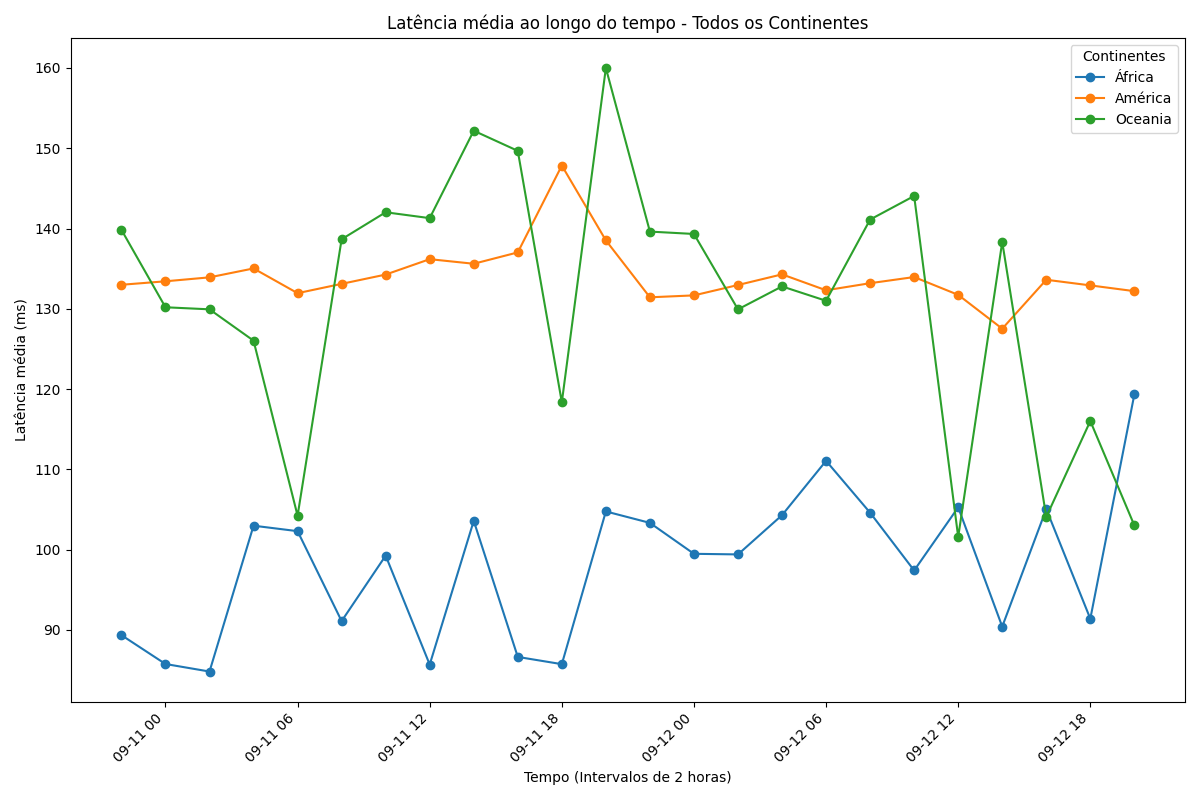 Latência média ao longo do tempo - Todos os Continentes
Continentes
África
América
Oceania
Latência média (ms)
160
150
140
130
120
110
100
90
09-11 00
09-11 06
09-11 12
09-11 18
09-12 00
09-12 06
09-12 12
09-12 18
Tempo (Intervalos de 2 horas)